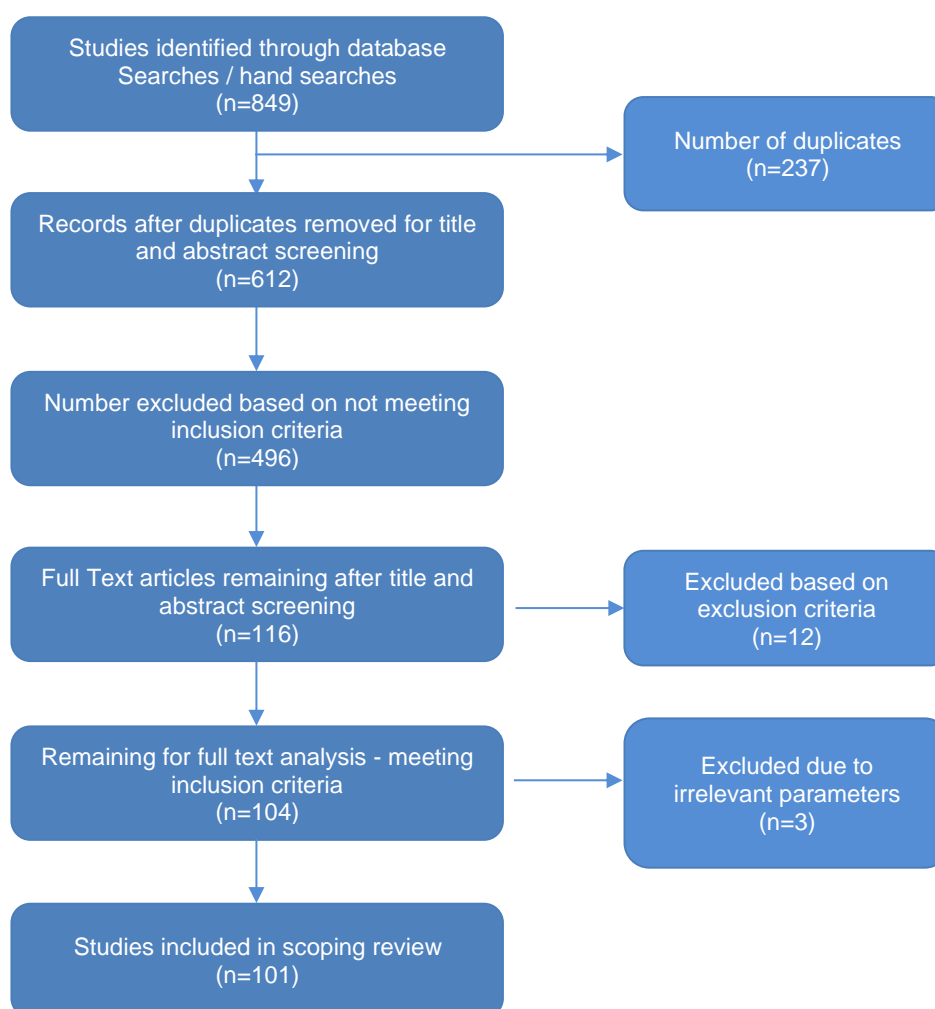 Studies identified through database
Searches / hand searches
(n=849)
Number of duplicates
(n=237)
Records after duplicates removed for title
and abstract screening
(n=612)
Number excluded based on not meeting
inclusion criteria
(n=496)
Full Text articles remaining after title and
abstract screening
(n=116)
Excluded based on
exclusion criteria
(n=12)
Remaining for full text analysis - meeting
inclusion criteria
(n=104)
Excluded due to
irrelevant parameters
(n=3)
Studies included in scoping review
(n=101)